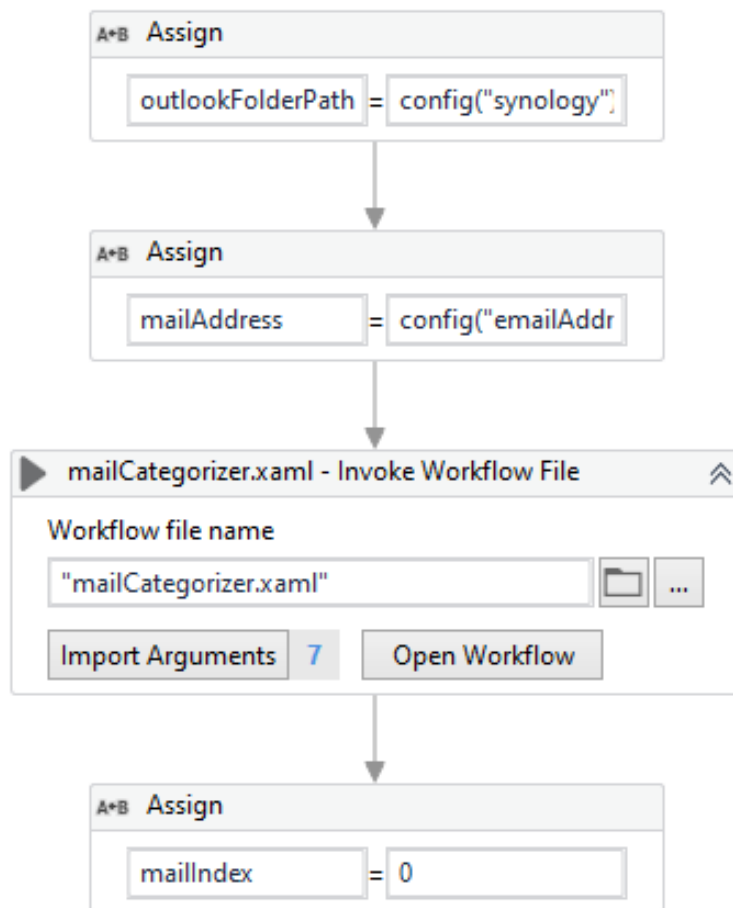 A+B Assign
outlookFolderPath = config("synology")
A+B Assign
mailAddress = config("emailAddr
mailCategorizer.xaml - Invoke Workflow File
Workflow file name
"mailCategorizer.xaml" ...
Import Arguments 7 Open Workflow
A+B Assign
mailIndex = 0